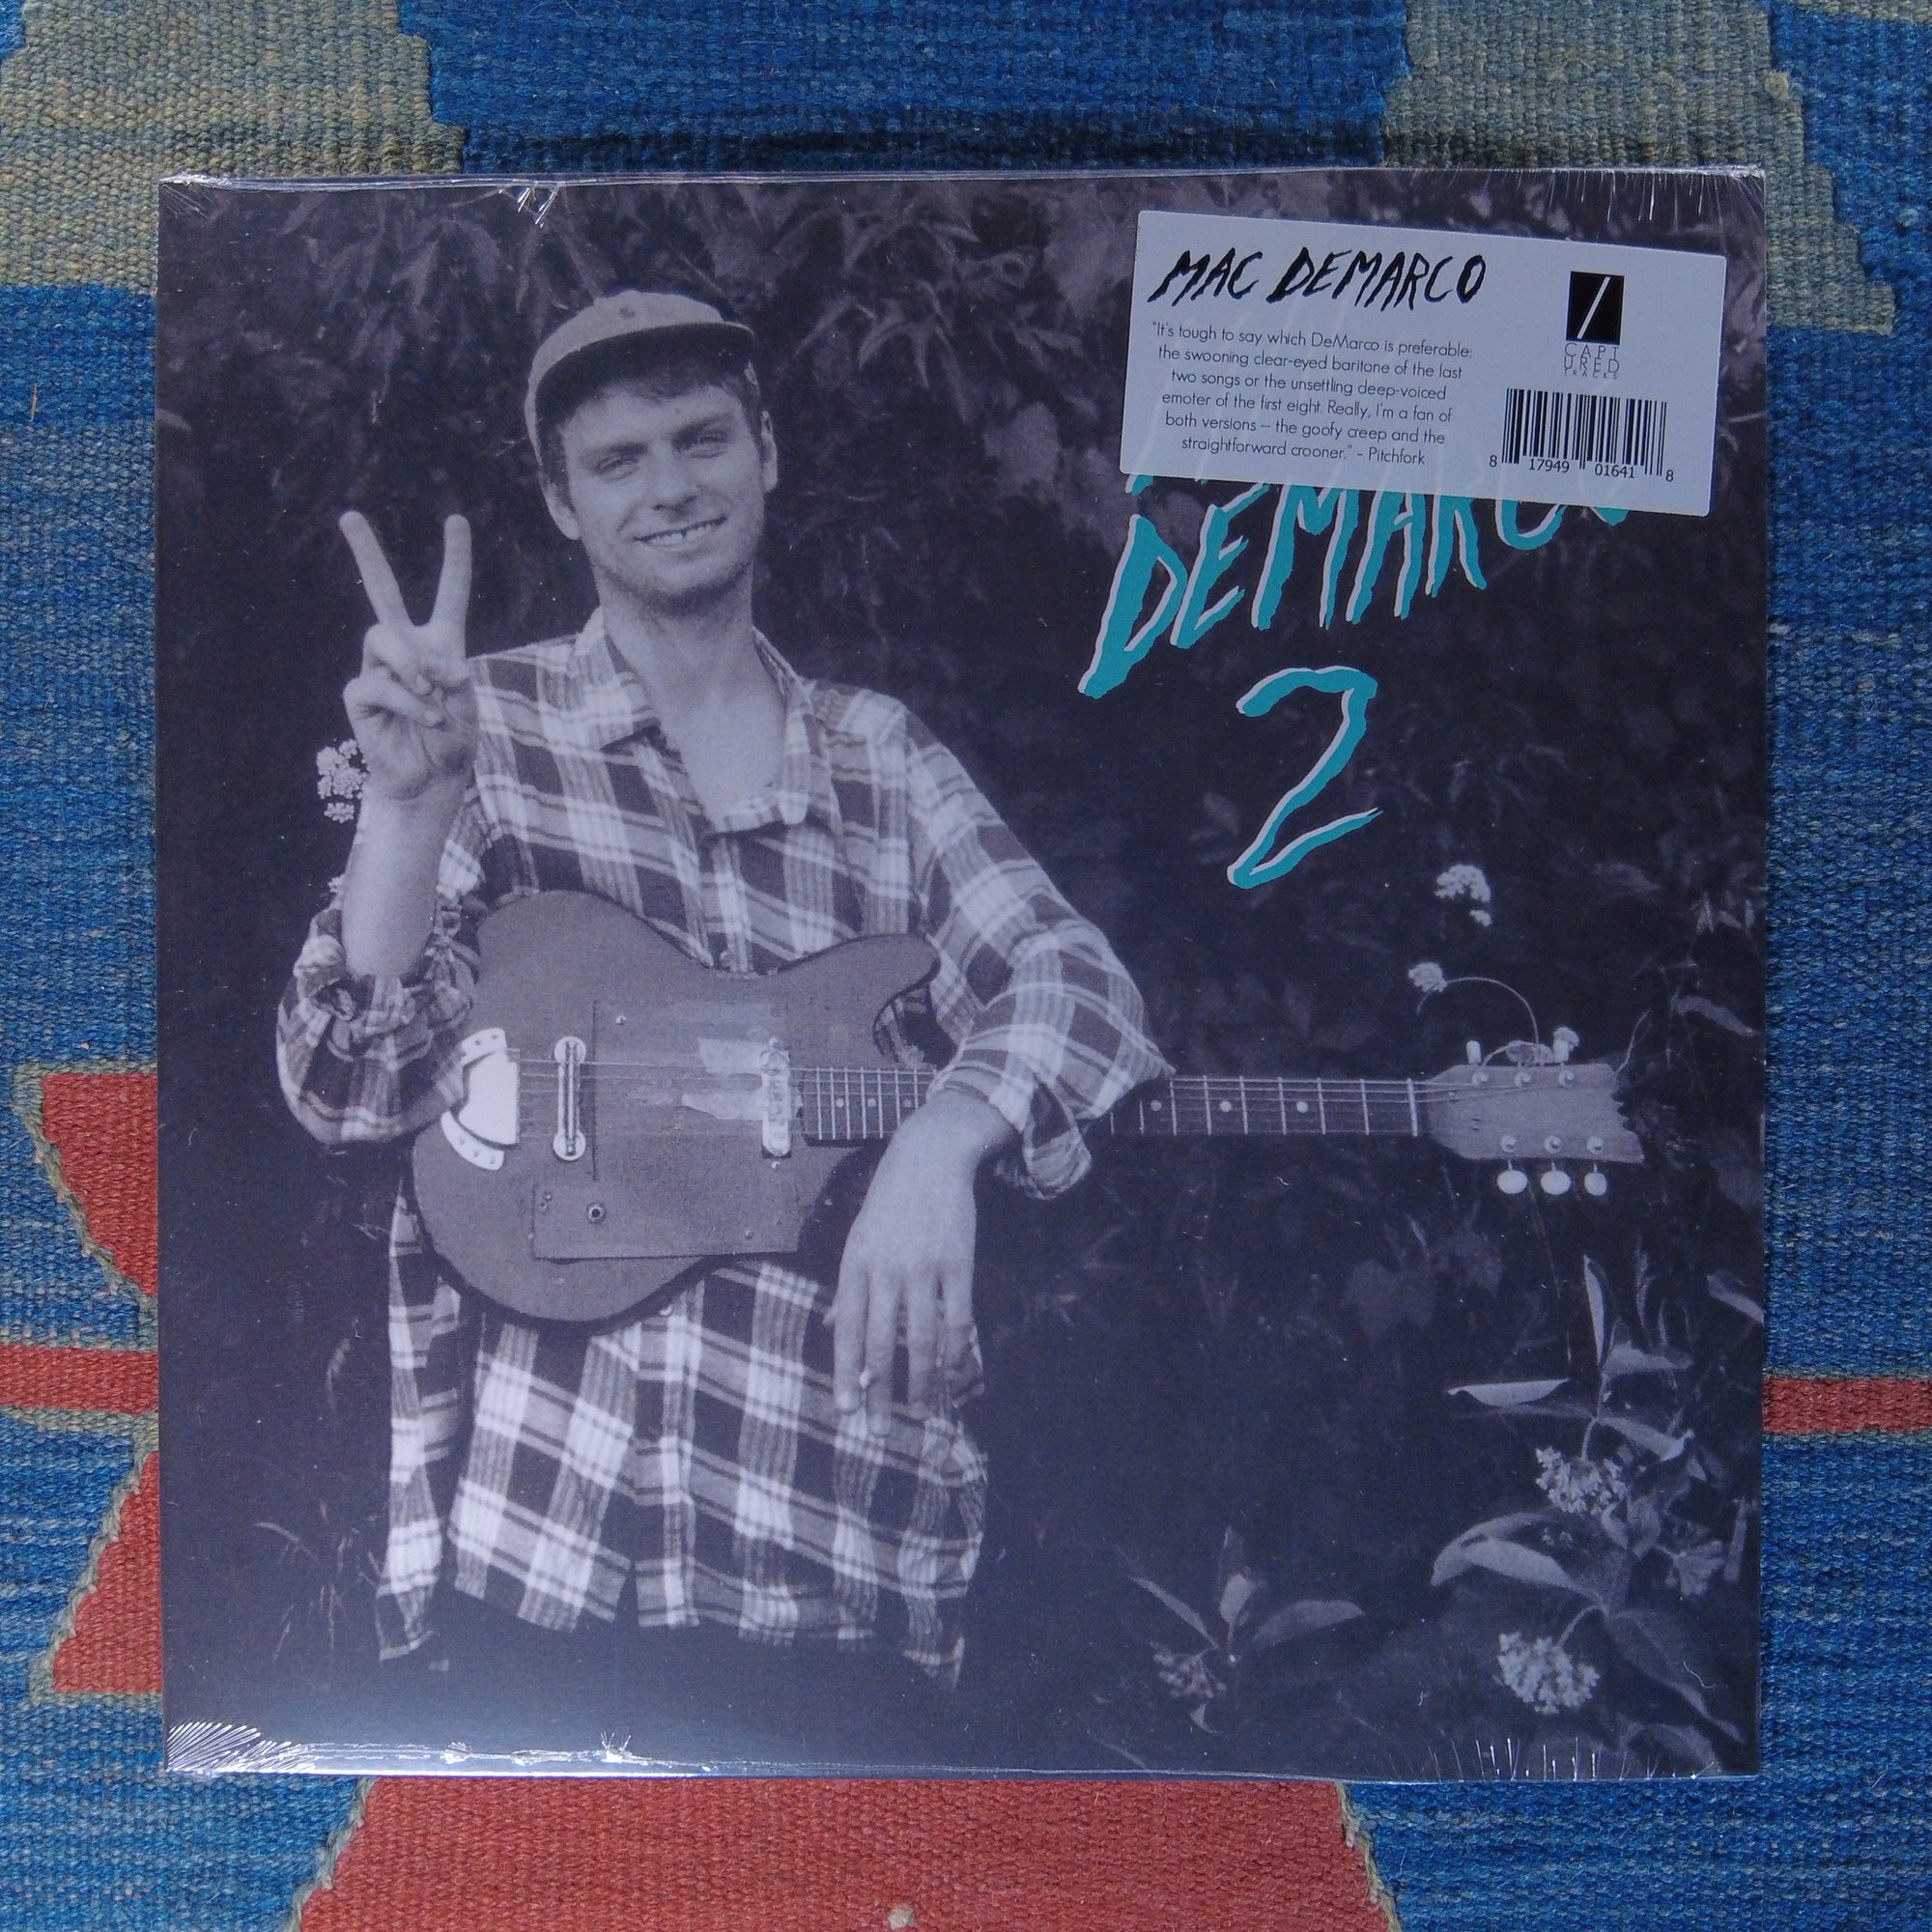 MAC DEMARCO
"It's tough to say which DeMarco is preferable:
the swooning clear-eyed baritone of the last
two songs or the unsettling deep-voiced
emoter of the first eight. Really, I'm a fan of
both versions – the goofy creep and the
straightforward crooner." - Pitchfork
CAPT
URED
TRACKS
8 17949 01641 8
DEMARCO
2